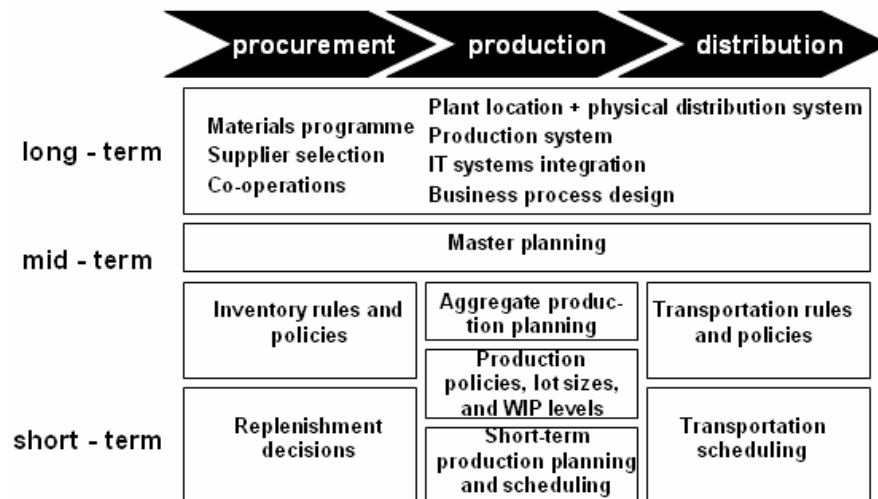 procurement
production
distribution
long - term
Materials programme
Supplier selection
Co-operations
Plant location + physical distribution system
Production system
IT systems integration
Business process design
mid - term
Master planning
Inventory rules and
policies
Aggregate produc-
tion planning
Transportation rules
and policies
Production
policies, lot sizes,
and WIP levels
short - term
Replenishment
decisions
Short-term
production planning
and scheduling
Transportation
scheduling